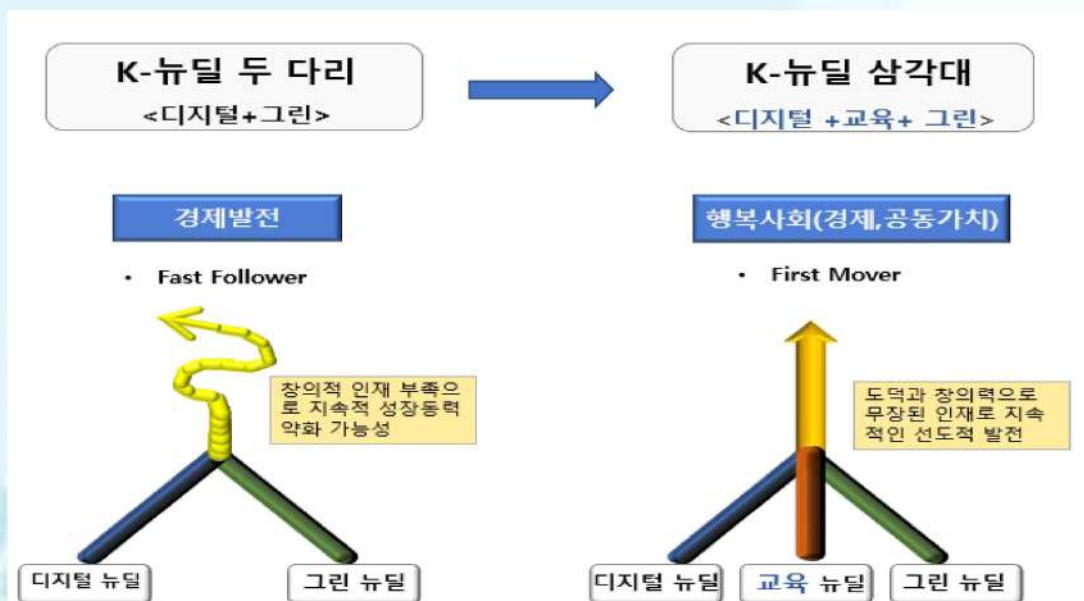 K-뉴딜 두 다리
<디지털+그린>
K-뉴딜 삼각대
<디지털 +교육+ 그린>
경제발전
행복사회(경제,공동가치)
• Fast Follower
• First Mover
창의적 인재 부족으
로 지속적 성장동력
약화 가능성
도덕과 창의력으로
무장된 인재로 지속
적인 선도적 발전
디지털 뉴딜
그린 뉴딜
디지털 뉴딜
교육 뉴딜
그린 뉴딜